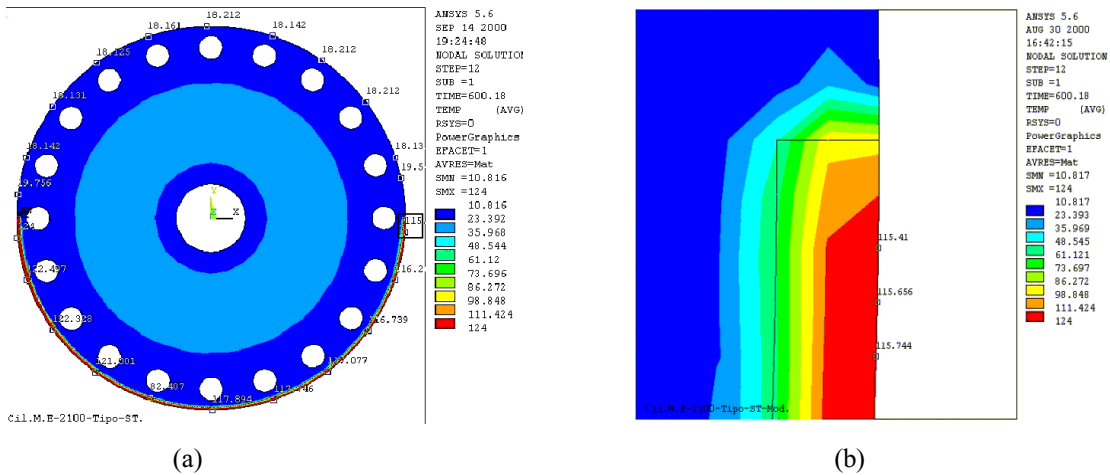 18.212
18.161
18.142
18.125
18.212
18.131
18.212
18.142
18.13
19.5
19.756
115.
Y
Z
X
122.328
116.739
117.894
Cil.M.E-2100-Tipo-ST.
ANSYS 5.6
SEP 14 2000
19:24:48
NODAL SOLUTION
STEP=12
SUB =1
TIME=600.18
TEMP (AVG)
RSYS=0
PowerGraphics
EFACET=1
AVRES=Mat
SMN =10.816
SMX =124
10.816
23.392
35.968
48.544
61.12
73.696
86.272
98.848
111.424
124
(a)
115.41
115.656
115.744
ANSYS 5.6
AUG 30 2000
16:42:15
NODAL SOLUTION
STEP=12
SUB =1
TIME=600.18
TEMP (AVG)
RSYS=0
PowerGraphics
EFACET=1
AVRES=Mat
SMN =10.817
SMX =124
10.817
23.393
35.969
48.545
61.121
73.697
86.272
98.848
111.424
124
(b)